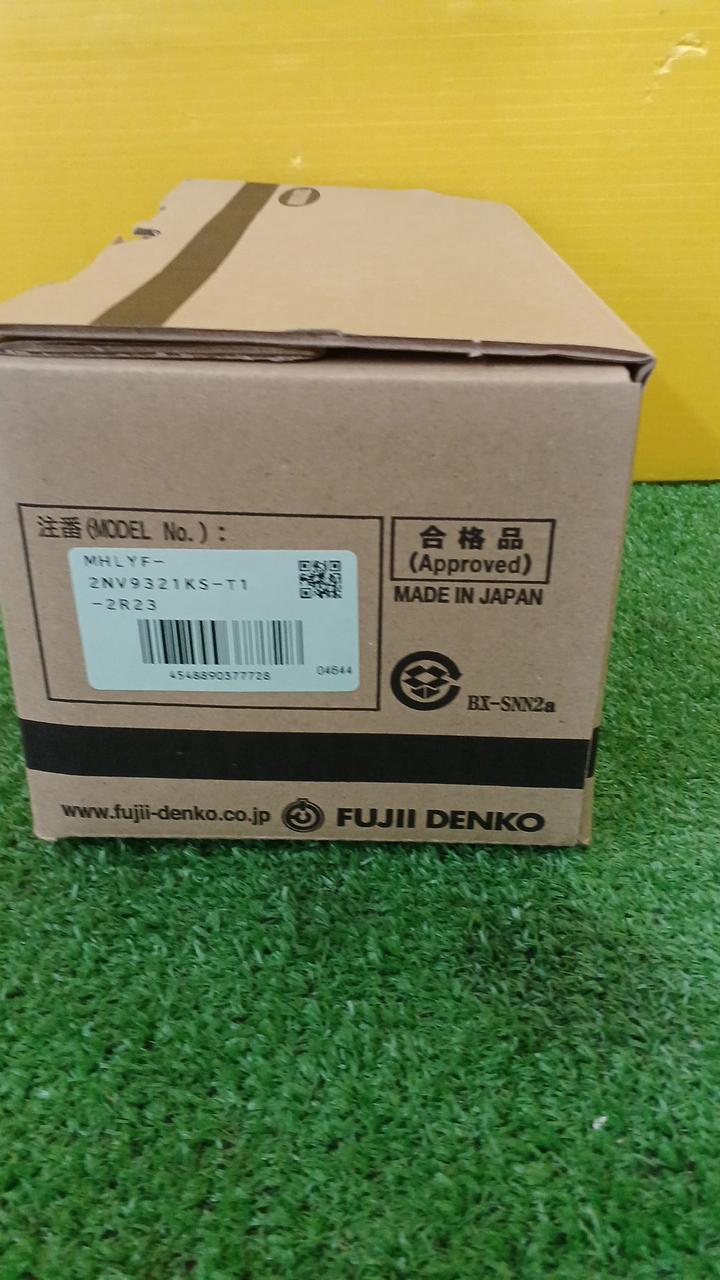 注番(MODEL No.):
MHLYF-
2NV9321KS-T1
-2R23
4548890377728
04644
合格品
(Approved)
MADE IN JAPAN
BX-SNN2a
www.fujii-denko.co.jp FUJII DENKO